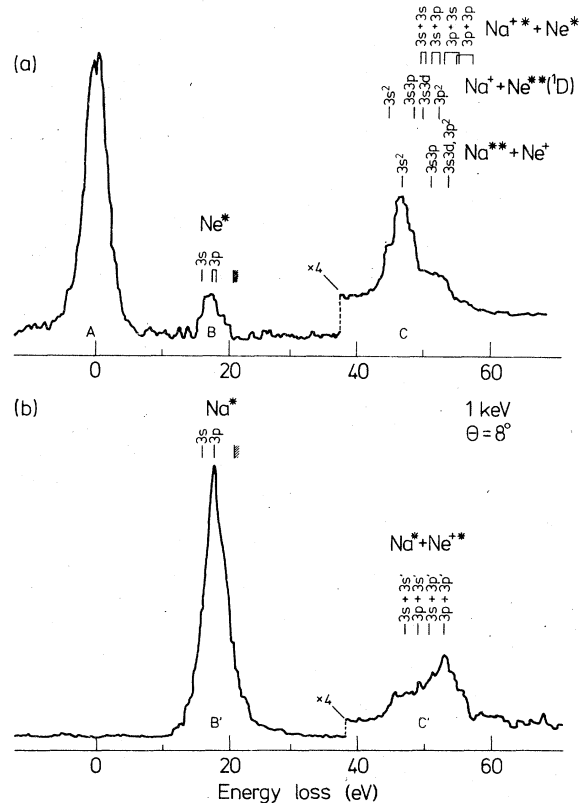 (a)
3s + 3s
3s + 3p
3p + 3s
3p + 3p
Na⁺* + Ne*
3s²
3s3p
3s3d
3p²
Na⁺ + Ne**(¹D)
3s²
3s3p
3s3d, 3p²
Na** + Ne⁺
Ne*
3s
3p
×4
A
B
C
0
20
40
60
(b)
Na*
3s
3p
1 keV
Θ = 8°
Na* + Ne⁺*
3s + 3s'
3p + 3s'
3s + 3p'
3p + 3p'
×4
B'
C'
0
20
40
60
Energy loss (eV)